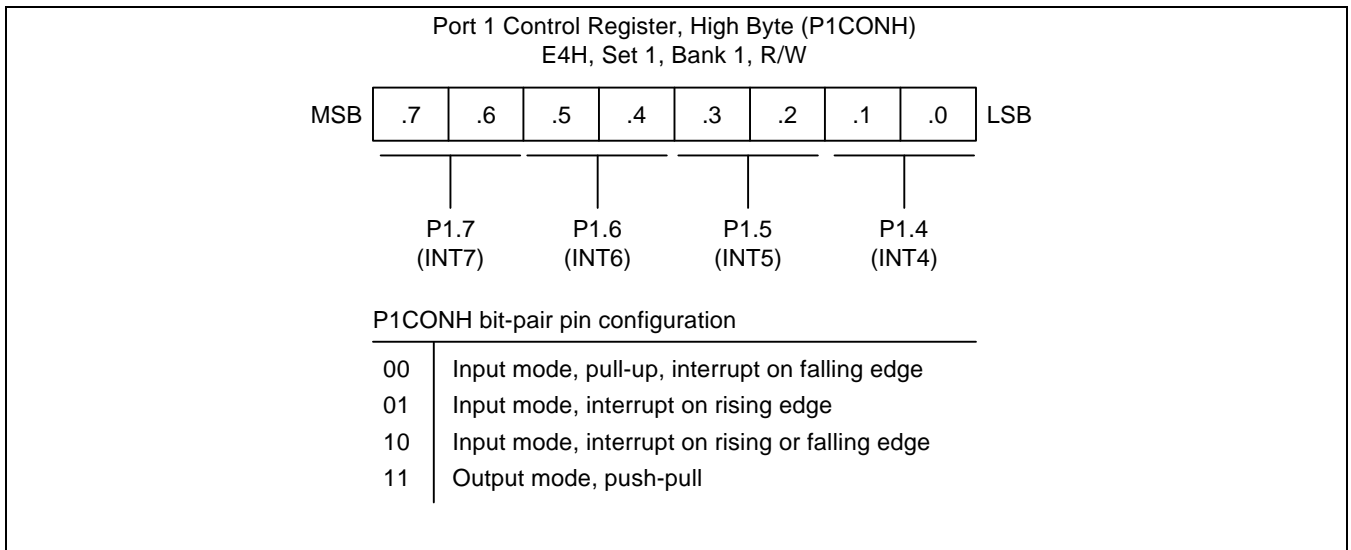 Port 1 Control Register, High Byte (P1CONH)
E4H, Set 1, Bank 1, R/W
MSB .7 .6 .5 .4 .3 .2 .1 .0 LSB
P1.7 P1.6 P1.5 P1.4
(INT7) (INT6) (INT5) (INT4)
P1CONH bit-pair pin configuration
00 Input mode, pull-up, interrupt on falling edge
01 Input mode, interrupt on rising edge
10 Input mode, interrupt on rising or falling edge
11 Output mode, push-pull